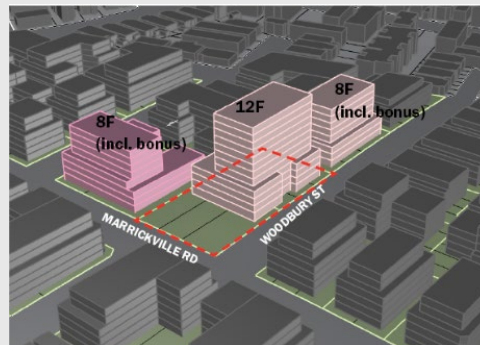 8F
(incl. bonus)
12F
8F
(incl. bonus)
MARRICKVILLE RD
WOODBURY ST